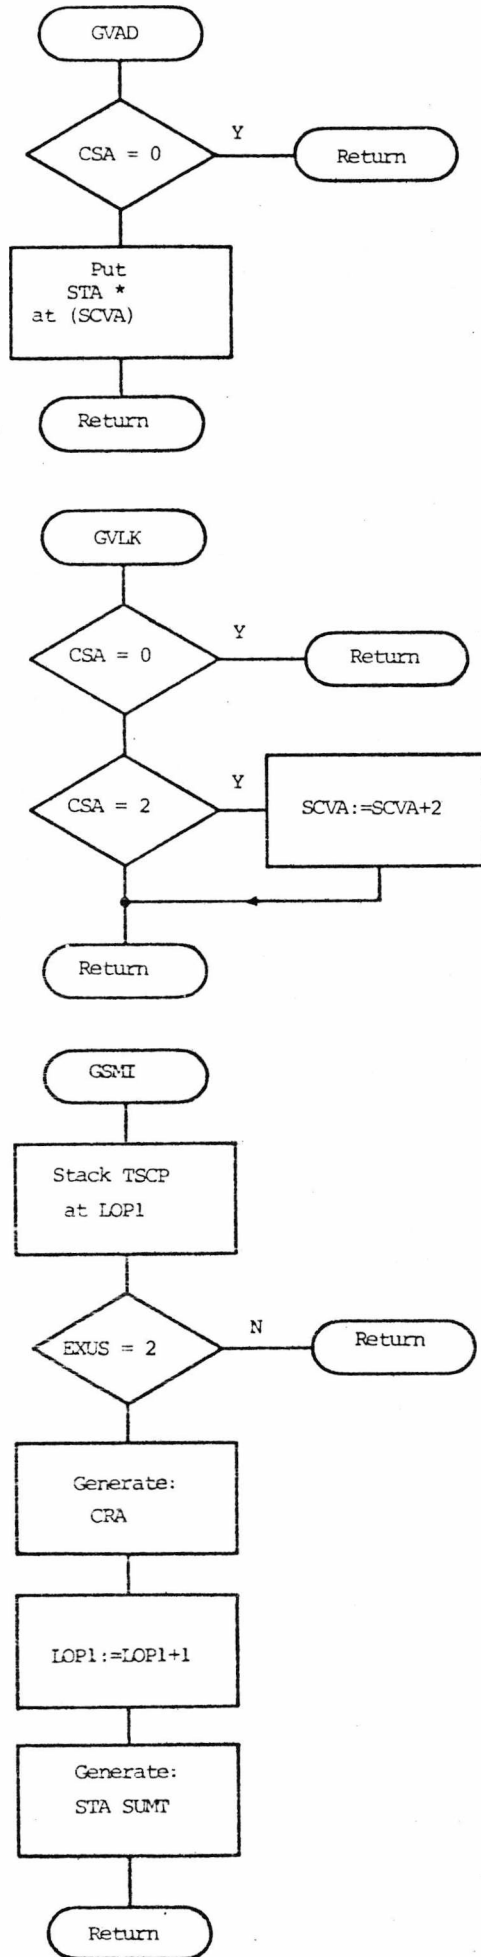 GVAD
CSA = 0
Y
Return
Put
STA *
at (SCVA)
Return
GVLK
CSA = 0
Y
Return
CSA = 2
Y
SCVA:=SCVA+2
Return
GSMI
Stack TSCP
at LOP1
EXUS = 2
N
Return
Generate:
CRA
LOP1:=LOP1+1
Generate:
STA SUMT
Return